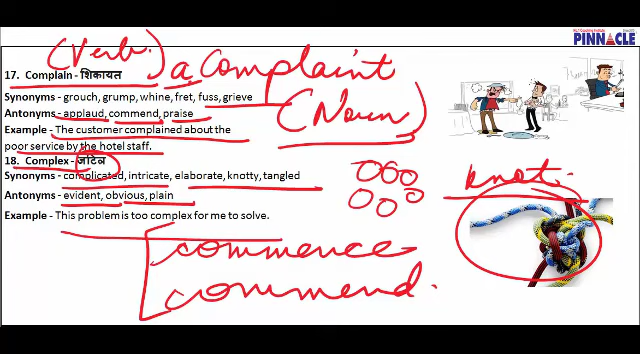 PINNACLE
(Verb)
17. Complain - शिकायत
a Complaint
Synonyms - grouch, grump, whine, fret, fuss, grieve
Antonyms - applaud, commend, praise
(Noun)
Example - The customer complained about the
poor service by the hotel staff.
18. Complex - जटिल
Synonyms - complicated, intricate, elaborate, knotty, tangled
knot
Antonyms - evident, obvious, plain
Example - This problem is too complex for me to solve.
commence
commend